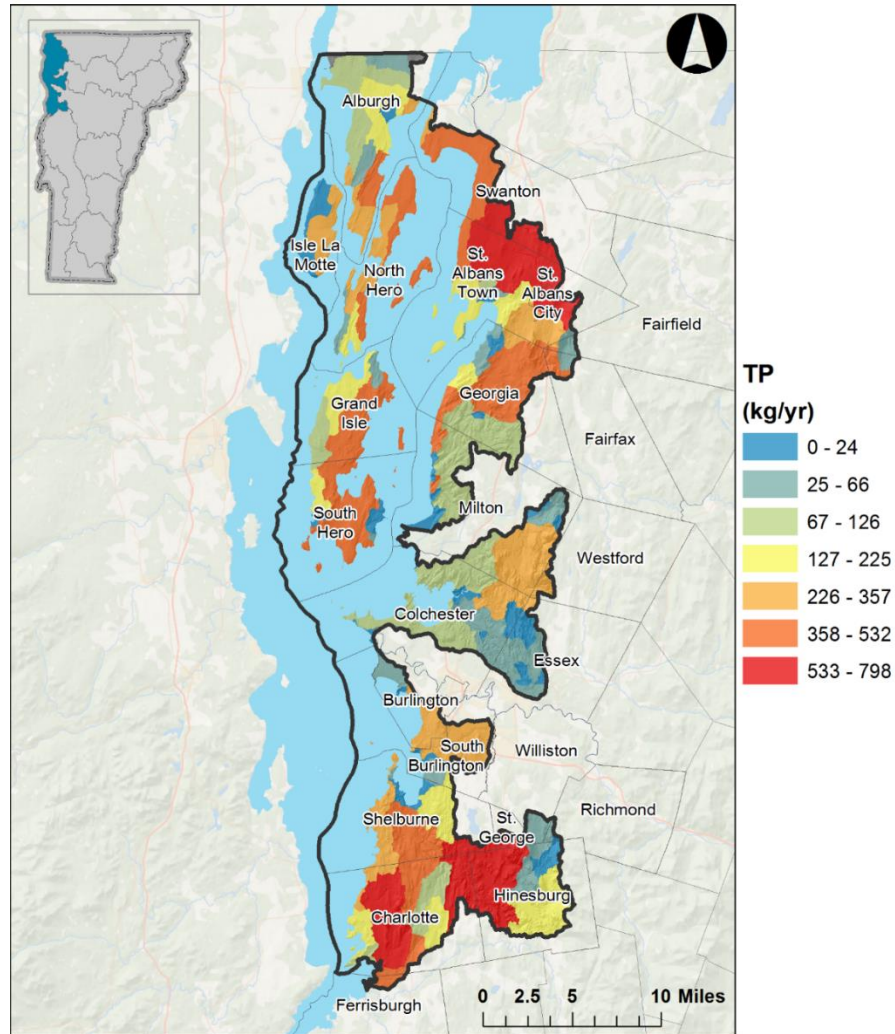 Alburgh
Swanton
Isle La
Motte
North
Hero
St.
Albans
Town
St.
Albans
City
Fairfield
Grand
Isle
Georgia
Fairfax
South
Hero
Milton
Westford
Colchester
Essex
Burlington
South
Burlington
Williston
Shelburne
St.
George
Richmond
Hinesburg
Charlotte
Ferrisburgh
0 2.5 5 10 Miles
TP
(kg/yr)
0 - 24
25 - 66
67 - 126
127 - 225
226 - 357
358 - 532
533 - 798